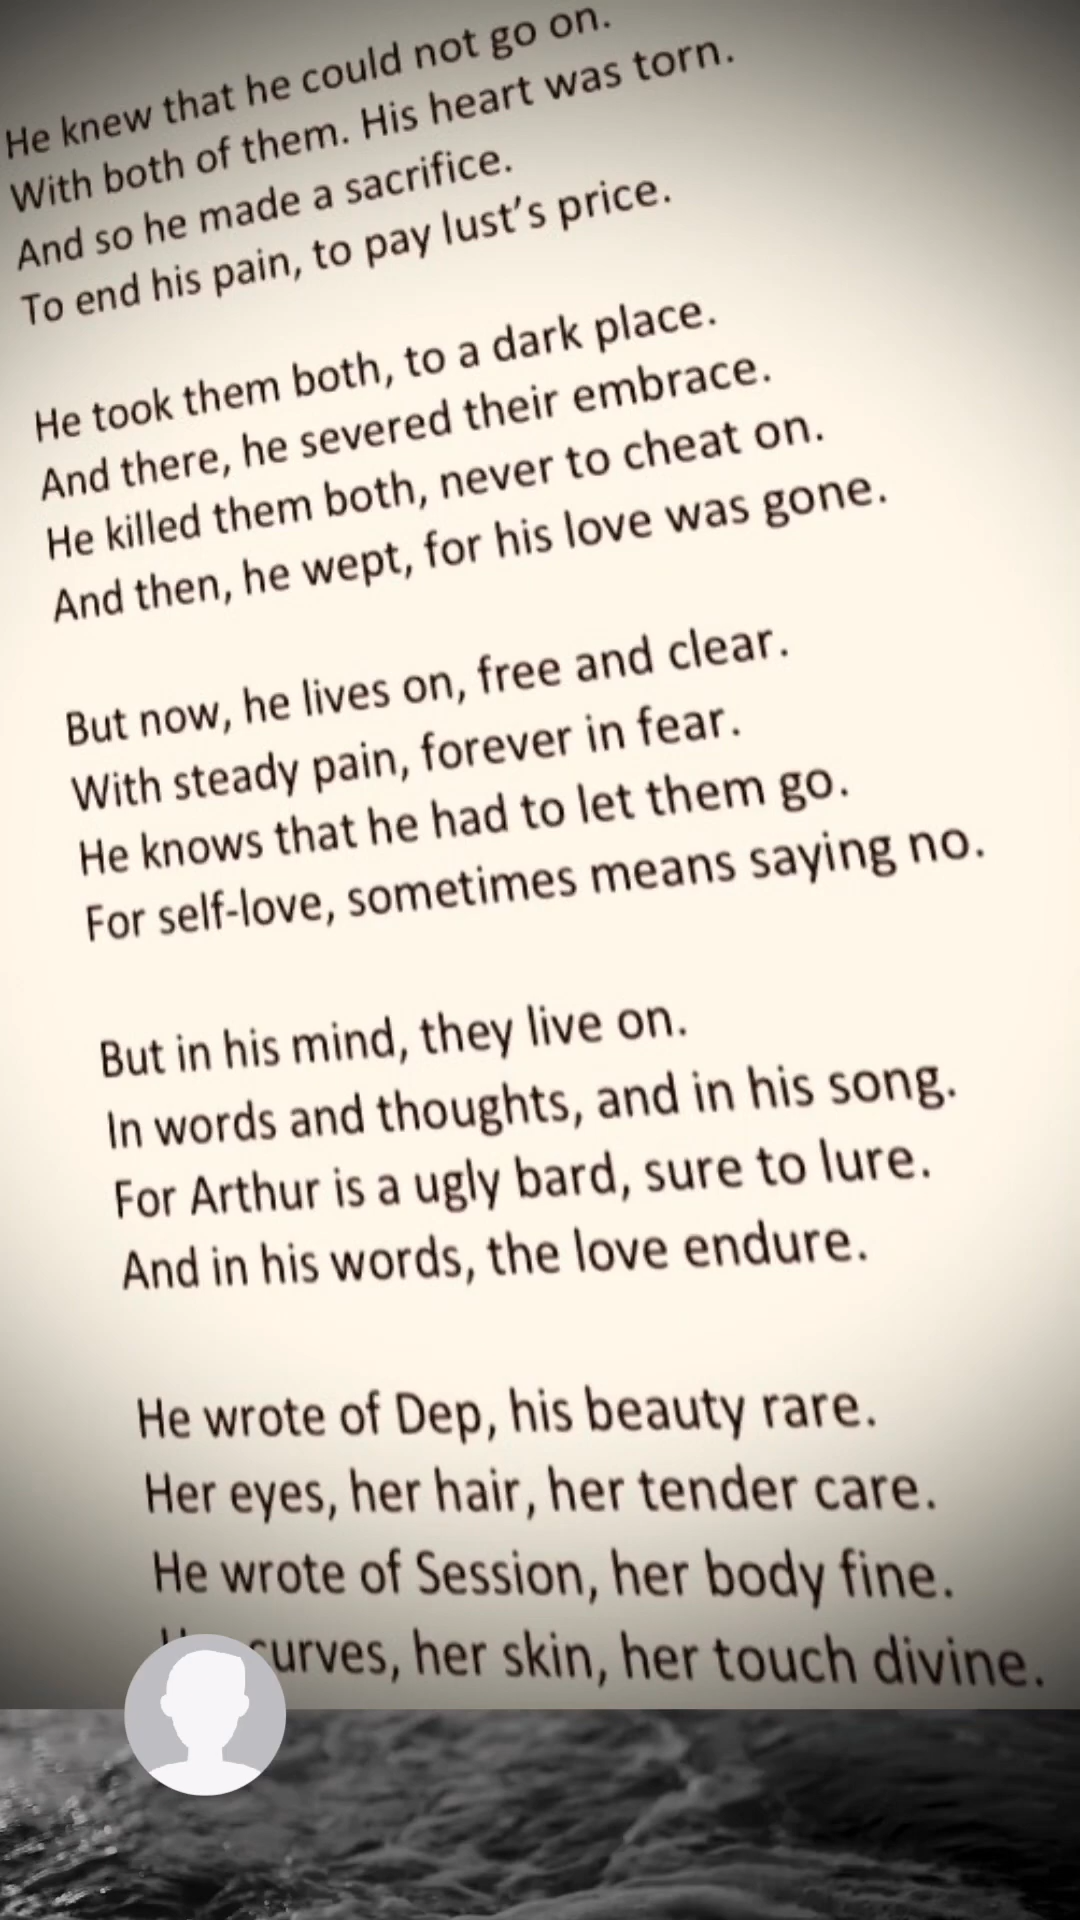 He knew that he could not go on.
With both of them. His heart was torn.
And so he made a sacrifice.
To end his pain, to pay lust's price.
He took them both, to a dark place.
And there, he severed their embrace.
He killed them both, never to cheat on.
And then, he wept, for his love was gone.
But now, he lives on, free and clear.
With steady pain, forever in fear.
He knows that he had to let them go.
For self-love, sometimes means saying no.
But in his mind, they live on.
In words and thoughts, and in his song.
For Arthur is a ugly bard, sure to lure.
And in his words, the love endure.
He wrote of Dep, his beauty rare.
Her eyes, her hair, her tender care.
He wrote of Session, her body fine.
curves, her skin, her touch divine.